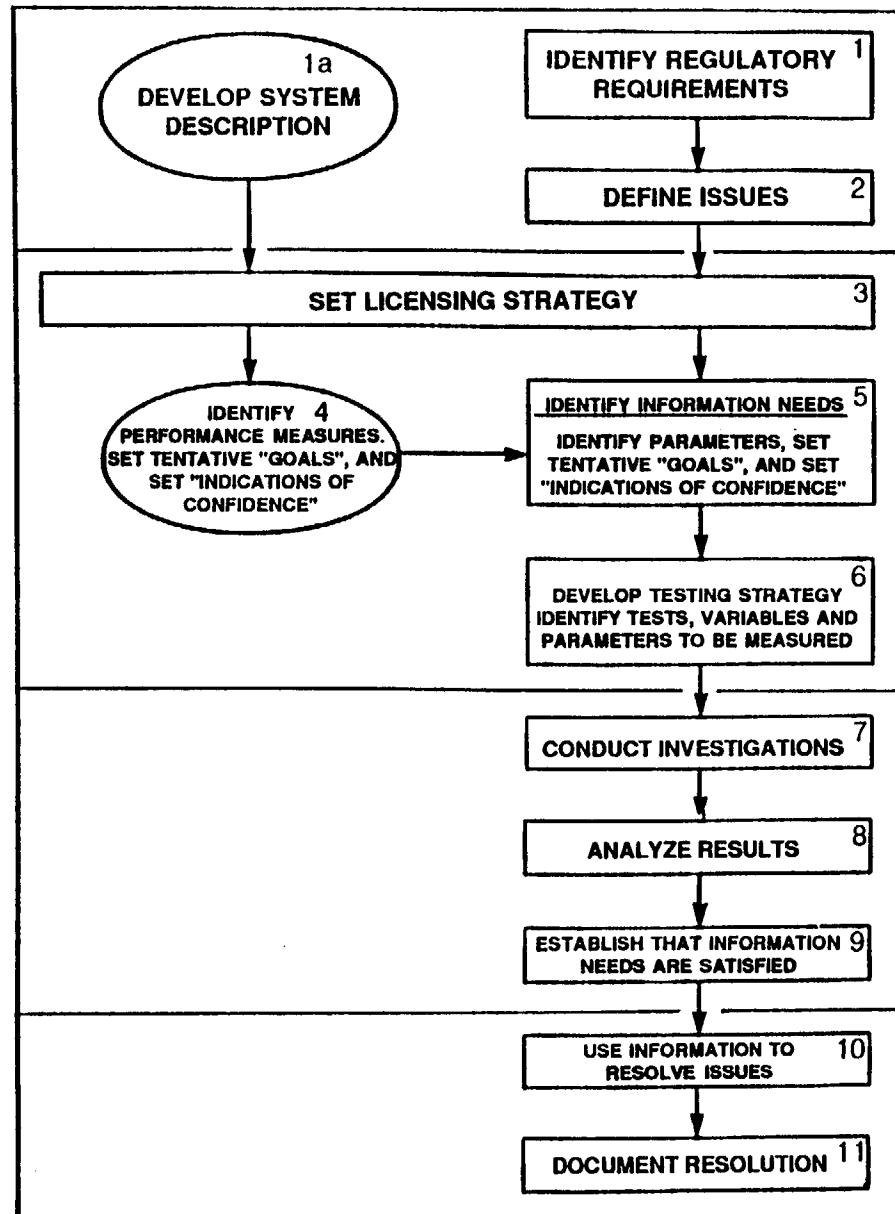 1a
DEVELOP SYSTEM
DESCRIPTION
1
IDENTIFY REGULATORY
REQUIREMENTS
2
DEFINE ISSUES
3
SET LICENSING STRATEGY
IDENTIFY 4
PERFORMANCE MEASURES.
SET TENTATIVE "GOALS", AND
SET "INDICATIONS OF
CONFIDENCE"
5
IDENTIFY INFORMATION NEEDS
IDENTIFY PARAMETERS, SET
TENTATIVE "GOALS", AND SET
"INDICATIONS OF CONFIDENCE"
6
DEVELOP TESTING STRATEGY
IDENTIFY TESTS, VARIABLES AND
PARAMETERS TO BE MEASURED
7
CONDUCT INVESTIGATIONS
8
ANALYZE RESULTS
ESTABLISH THAT INFORMATION 9
NEEDS ARE SATISFIED
USE INFORMATION TO 10
RESOLVE ISSUES
11
DOCUMENT RESOLUTION